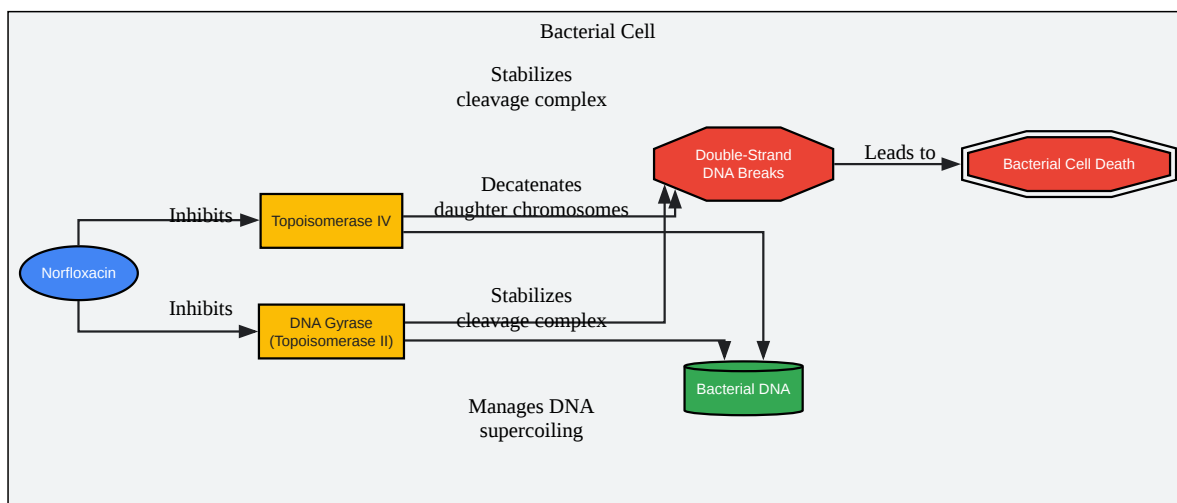 Bacterial Cell
Stabilizes
cleavage complex
Double-Strand
DNA Breaks
Leads to
Bacterial Cell Death
Decatenates
daughter chromosomes
Inhibits
Topoisomerase IV
Norfloxacin
Inhibits
DNA Gyrase
(Topoisomerase II)
Stabilizes
cleavage complex
Bacterial DNA
Manages DNA
supercoiling